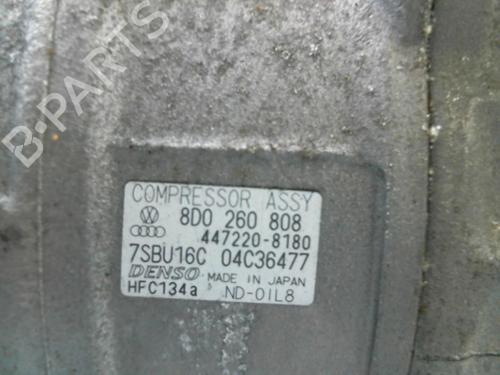 B-PARTS
COMPRESSOR ASSY
8D0 260 808
447220-8180
7SBU16C 04C36477
DENSO MADE IN JAPAN
HFC134a ND-OIL8